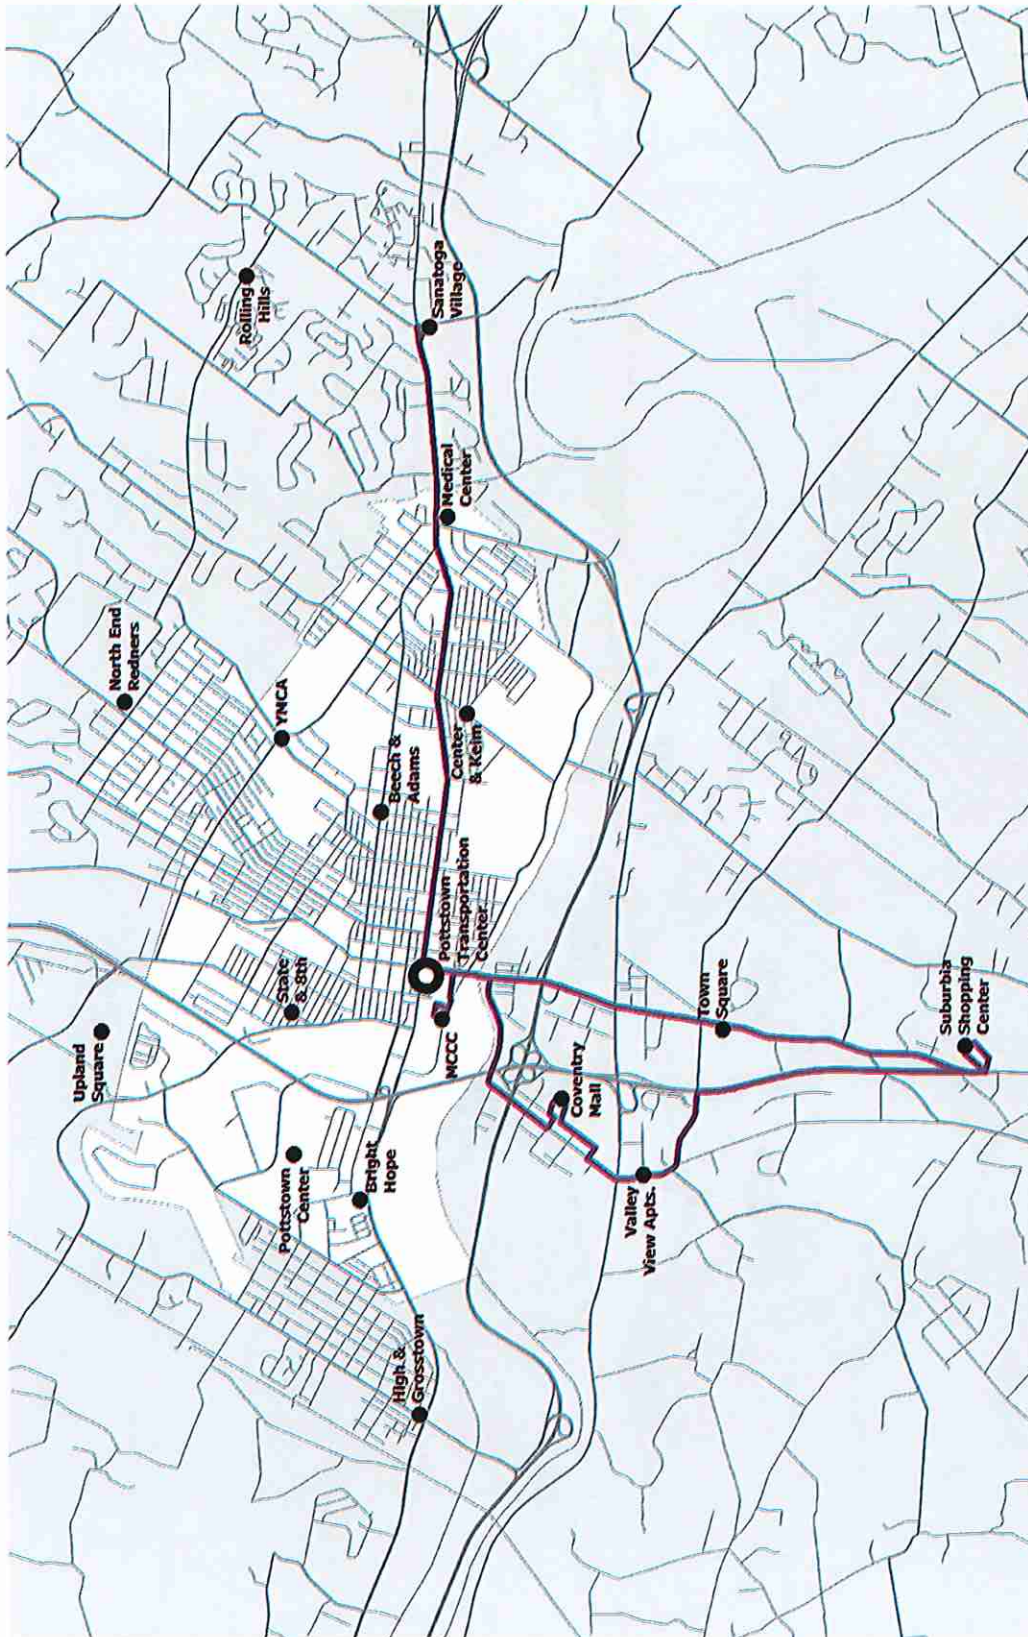 Upland
Square
North End
Redners
Rolling
Hills
Pottstown
Center
State
& 8th
Bright
Hope
Beech &
Adams
High &
Grosstown
MCCC
Pottstown
Transportation
Center
Center
& Keim
Medical
Center
Sanatoga
Village
Coventry
Mall
Valley
View Apts.
Town
Square
Suburbia
Shopping
Center